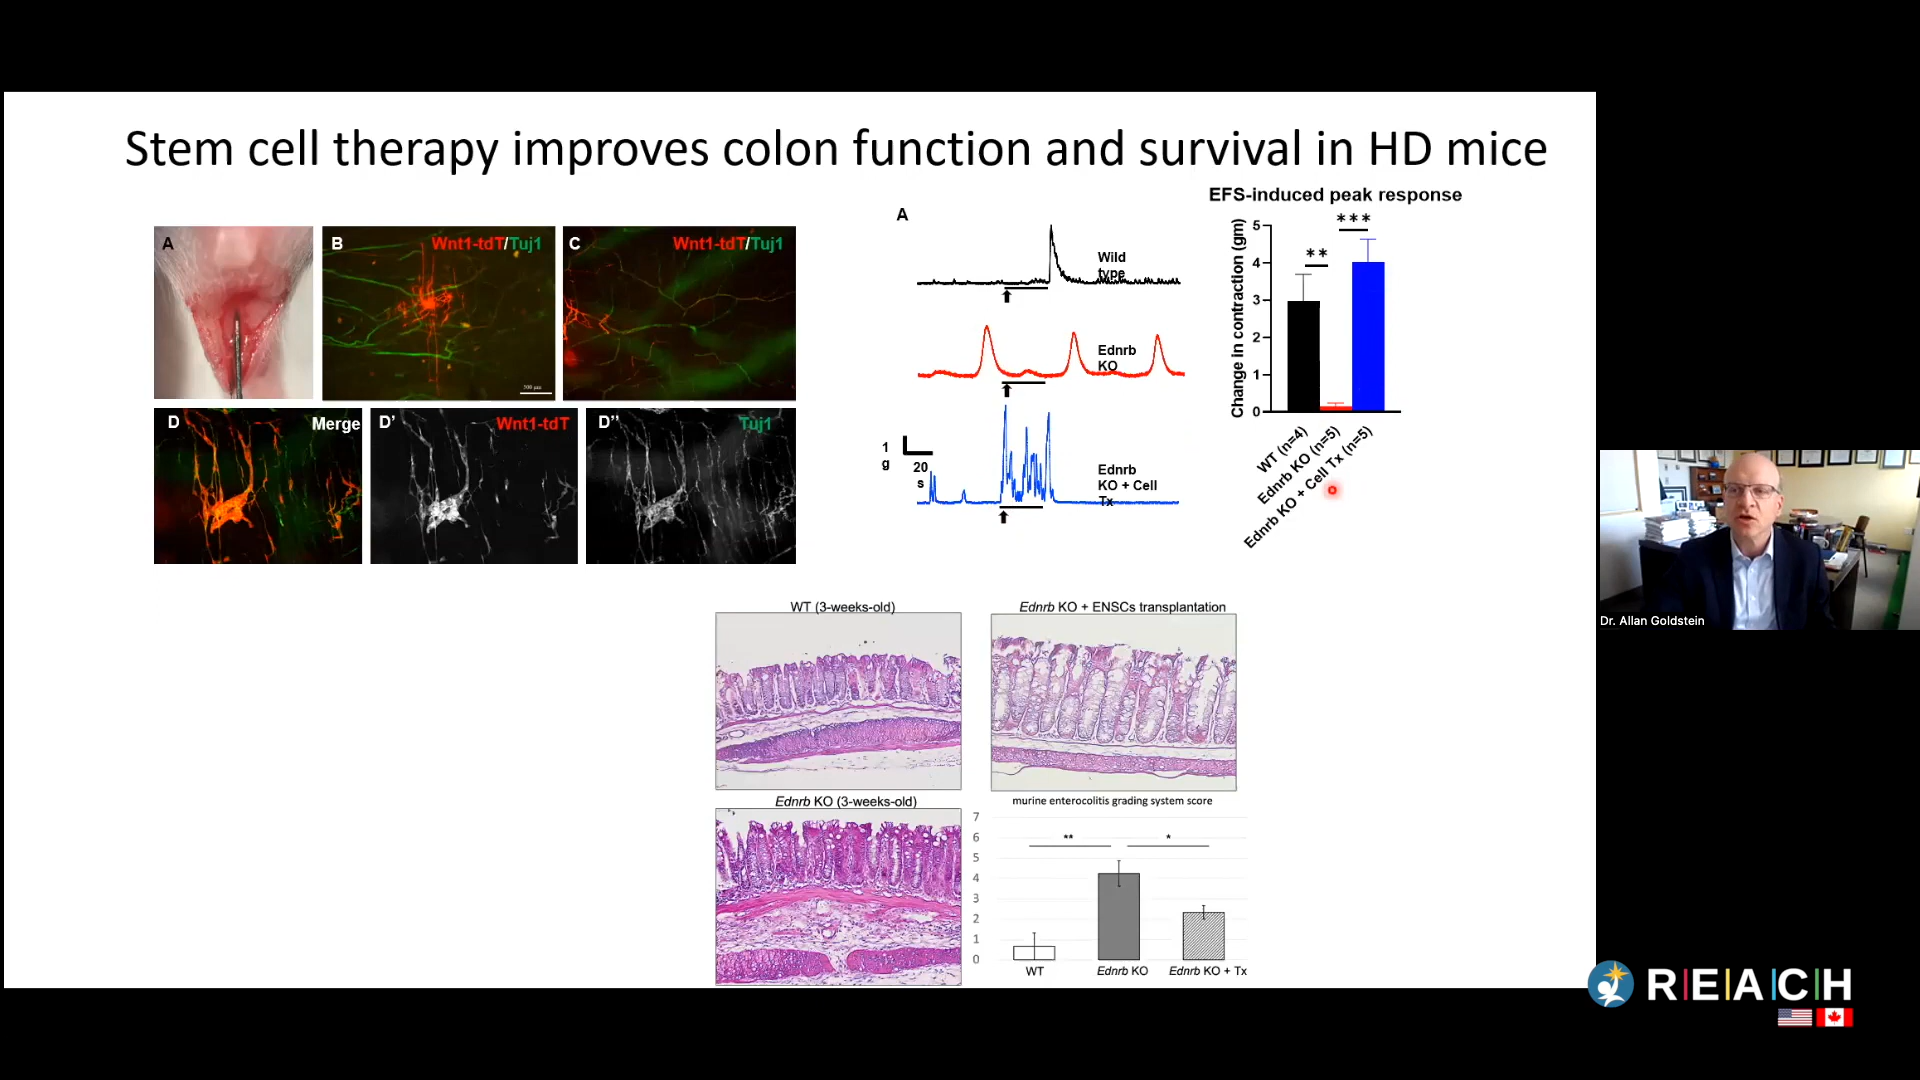 Stem cell therapy improves colon function and survival in HD mice
A
B
Wnt1-tdT/Tuj1
300 µm
C
Wnt1-tdT/Tuj1
D
Merge
D'
Wnt1-tdT
D''
Tuj1
A
Wild
type
Ednrb
KO
1
g
20
s
Ednrb
KO + Cell
Tx
EFS-induced peak response
Change in contraction (gm)
5
4
3
2
1
0
**
***
WT (n=4)
Ednrb KO (n=5)
Ednrb KO + Cell Tx (n=5)
WT (3-weeks-old)
Ednrb KO + ENSCs transplantation
Ednrb KO (3-weeks-old)
murine enterocolitis grading system score
7
6
5
4
3
2
1
0
**
*
WT
Ednrb KO
Ednrb KO + Tx
Dr. Allan Goldstein
R|E|A|C|H